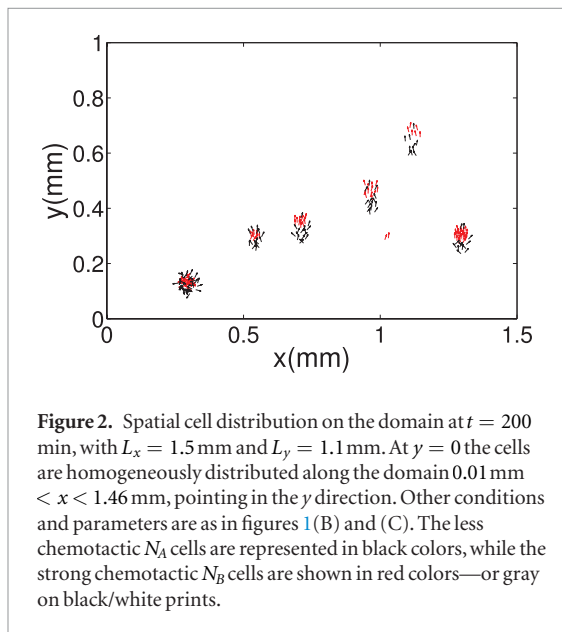 1
0.8
0.6
y(mm)
0.4
0.2
0
0 0.5 1 1.5
x(mm)
Figure 2. Spatial cell distribution on the domain at t = 200
min, with Lx = 1.5 mm and Ly = 1.1 mm. At y = 0 the cells
are homogeneously distributed along the domain 0.01 mm
< x < 1.46 mm, pointing in the y direction. Other conditions
and parameters are as in figures 1(B) and (C). The less
chemotactic NA cells are represented in black colors, while the
strong chemotactic NB cells are shown in red colors—or gray
on black/white prints.